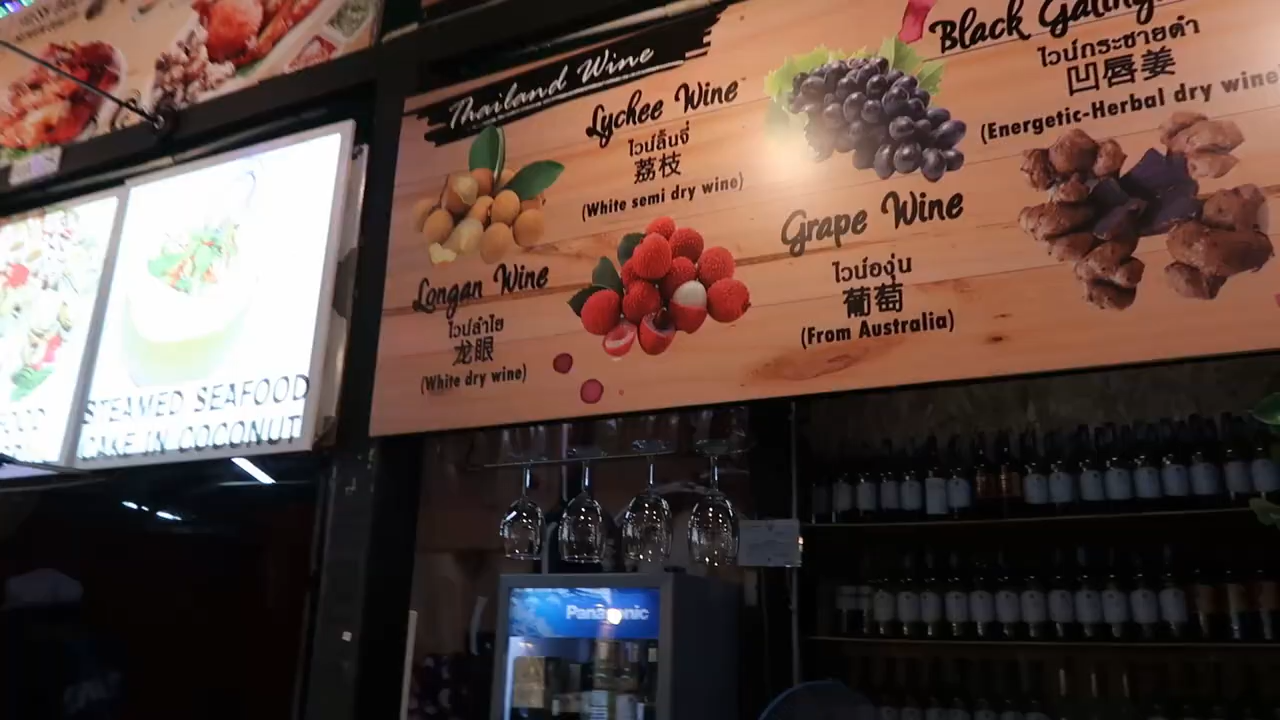 Thailand Wine
Lychee Wine
ไวน์ลิ้นจี่
荔枝
(White semi dry wine)
Longan Wine
ไวน์ลำไย
龙眼
(White dry wine)
Grape Wine
ไวน์องุ่น
葡萄
(From Australia)
Black
ไวน์กระชายดำ
凹唇姜
(Energetic-Herbal dry wine
STEAMED SEAFOOD
CAKE IN COCONUT
Panasonic